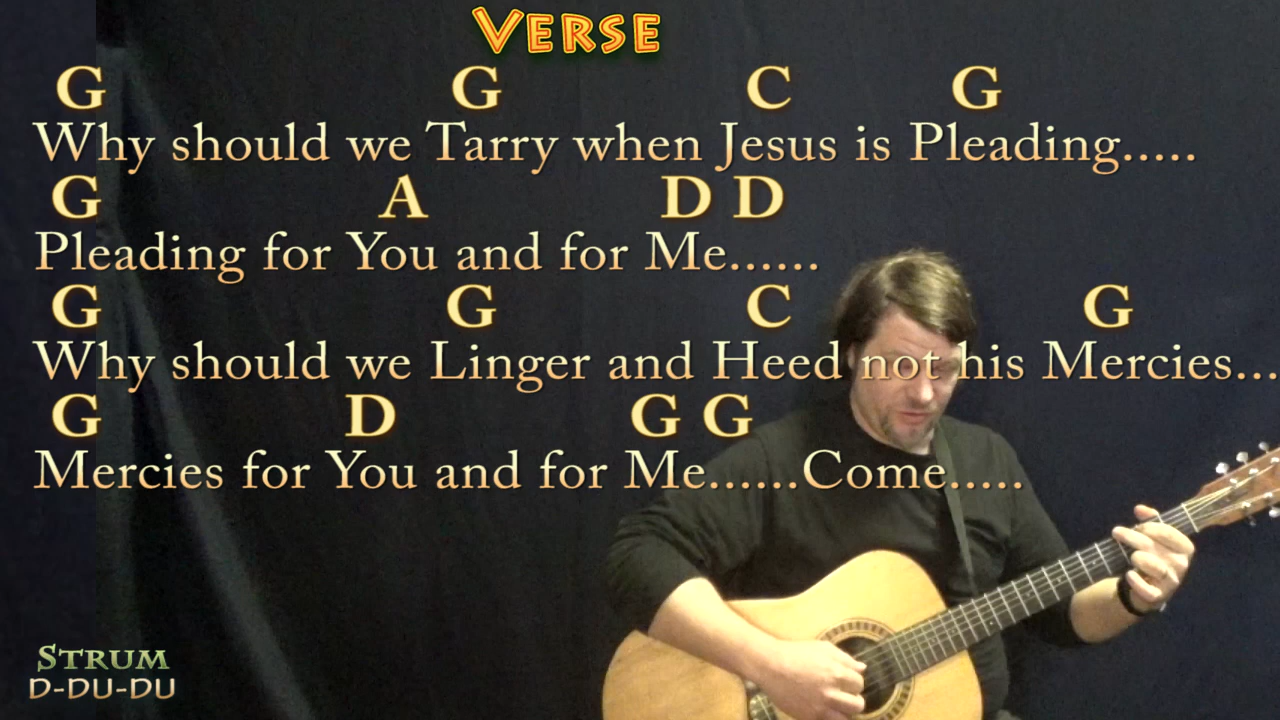 VERSE
G G C G
Why should we Tarry when Jesus is Pleading.....
G A D D
Pleading for You and for Me......
G G C G
Why should we Linger and Heed not his Mercies...
G D G G
Mercies for You and for Me......Come.....
STRUM
D-DU-DU